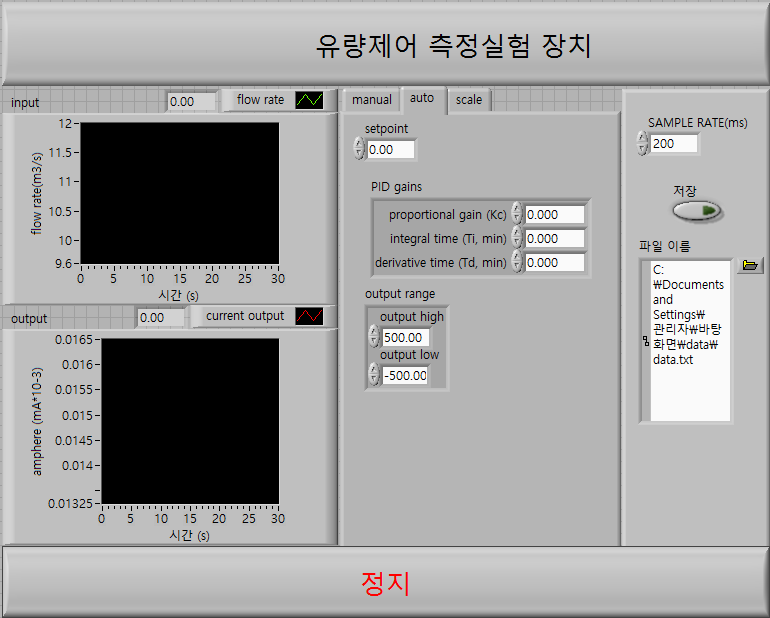 유량제어 측정실험 장치
input
0.00
flow rate
12
11.5
11
10.5
10
9.6
flow rate(m3/s)
0 5 10 15 20 25 30
시간 (s)
output
0.00
current output
0.0165
0.016
0.0155
0.015
0.0145
0.014
0.01325
amphere (mA*10-3)
0 5 10 15 20 25 30
시간 (s)
manual
auto
scale
setpoint
0.00
PID gains
proportional gain (Kc)
0.000
integral time (Ti, min)
0.000
derivative time (Td, min)
0.000
output range
output high
500.00
output low
-500.00
SAMPLE RATE(ms)
200
저장
파일 이름
C:
₩Documents
and
Settings₩
관리자₩바탕
화면₩data₩
data.txt
정지